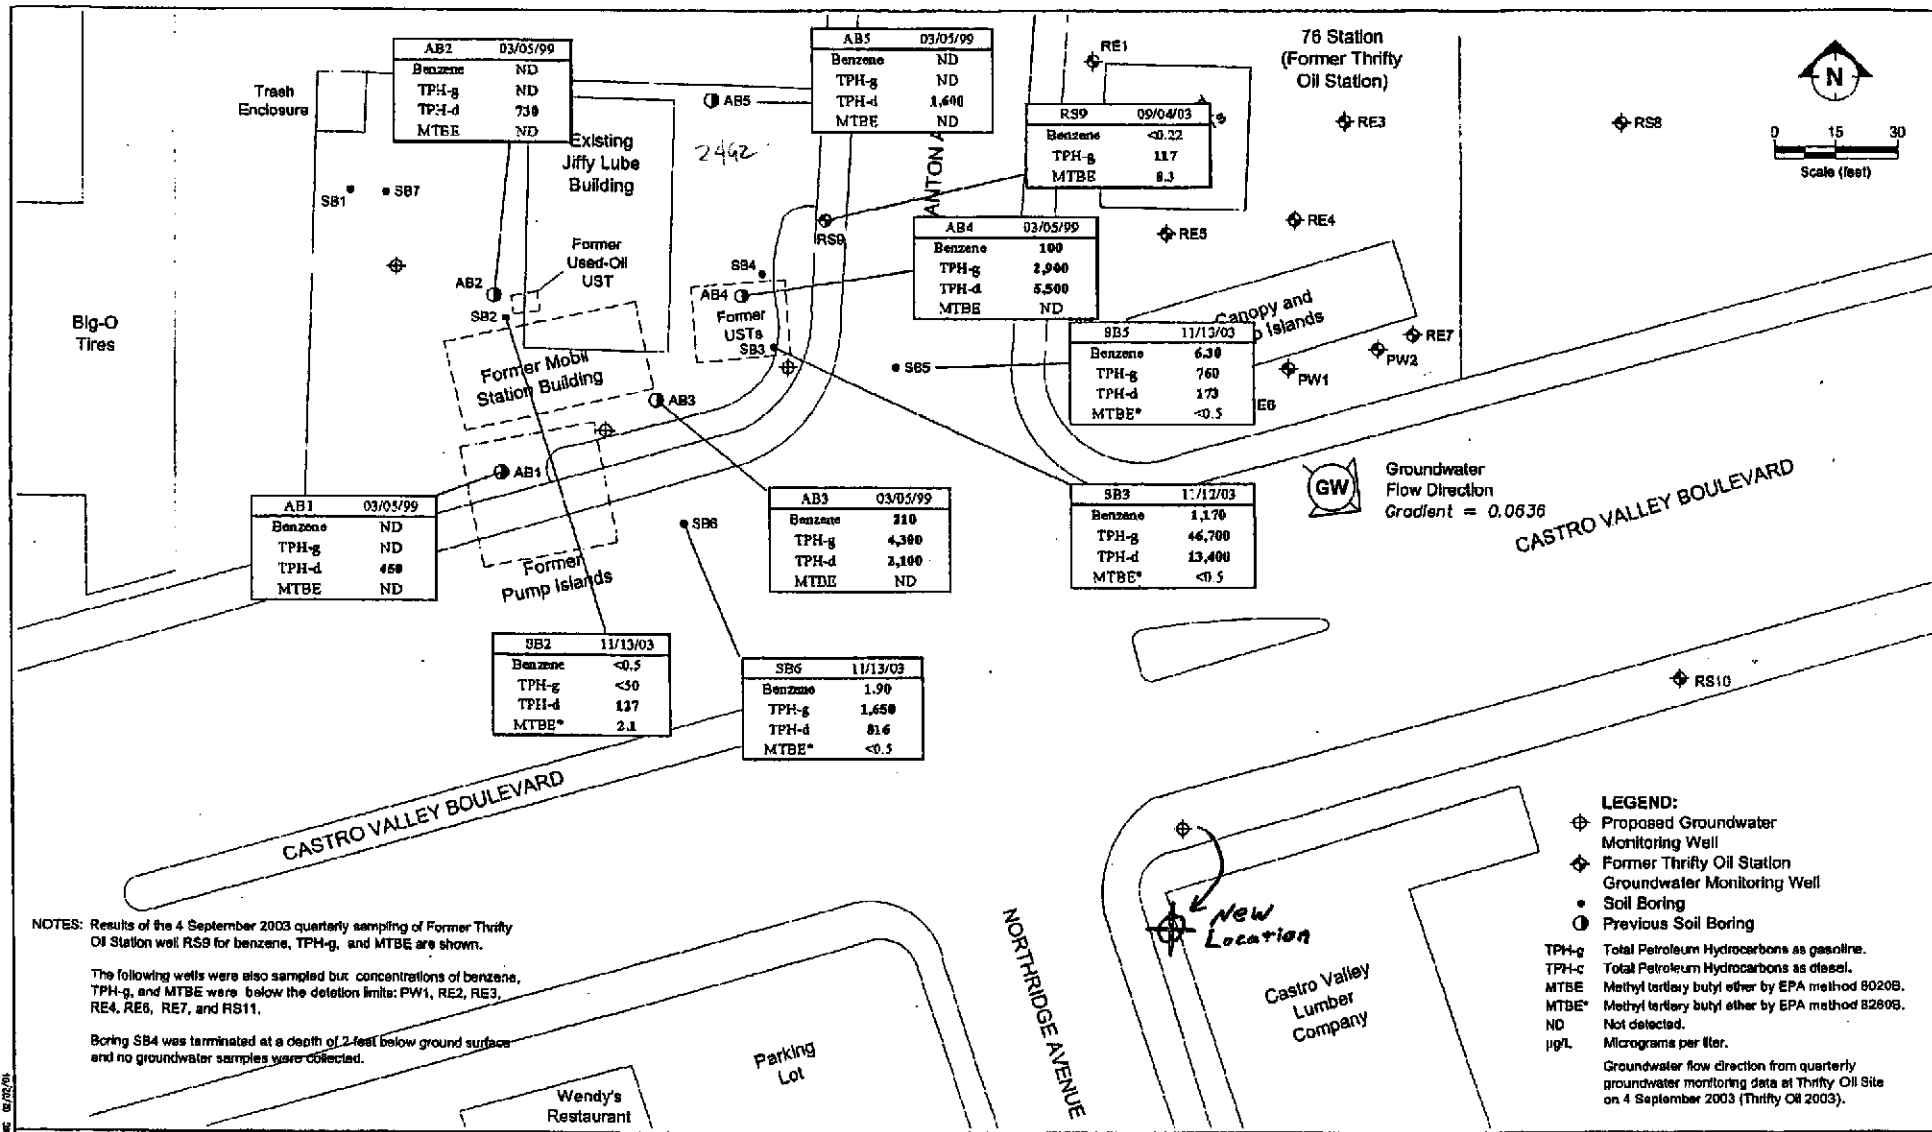 AB2 03/05/99
Benzene ND
TPH-g ND
TPH-d 730
MTBE ND
AB5 03/05/99
Benzene ND
TPH-g ND
TPH-d 1,600
MTBE ND
RE1
76 Station
(Former Thrifty
Oil Station)
N
Trash
Enclosure
AB5
2492
ANTON A
RS9 09/04/03
Benzene <0.22
TPH-g 117
MTBE 8.3
RE3
RS8
0 15 30
Scale (feet)
Existing
Jiffy Lube
Building
SB1
SB7
RS9
AB4 03/05/99
Benzene 100
TPH-g 2,900
TPH-d 5,500
MTBE ND
RE5
RE4
Former
Used-Oil
UST
AB2
SB2
SB4
AB4
Former
USTs
SB3
Big-O
Tires
Former Mobil
Station Building
AB3
SB5
SB5 11/13/03
Benzene 6.30
TPH-g 760
TPH-d 173
MTBE* <0.5
Canopy and
p Islands
RE7
PW2
PW1
E6
AB1
AB1 03/05/99
Benzene ND
TPH-g ND
TPH-d 450
MTBE ND
Former
Pump Islands
SB6
AB3 03/05/99
Benzene 210
TPH-g 4,300
TPH-d 2,100
MTBE ND
SB3 11/12/03
Benzene 1,170
TPH-g 46,700
TPH-d 13,400
MTBE* <0.5
GW
Groundwater
Flow Direction
Gradient = 0.0636
CASTRO VALLEY BOULEVARD
SB2 11/13/03
Benzene <0.5
TPH-g <50
TPH-d 137
MTBE* 2.1
SB6 11/13/03
Benzene 1.90
TPH-g 1,650
TPH-d 816
MTBE* <0.5
RS10
CASTRO VALLEY BOULEVARD
NORTHRIDGE AVENUE
New
Location
Castro Valley
Lumber
Company
Parking
Lot
Wendy's
Restaurant
NOTES: Results of the 4 September 2003 quarterly sampling of Former Thrifty
Oil Station well RS9 for benzene, TPH-g, and MTBE are shown.
The following wells were also sampled but concentrations of benzene,
TPH-g, and MTBE were below the detetion limits: PW1, RE2, RE3,
RE4, RE6, RE7, and RS11.
Boring SB4 was terminated at a depth of 2 feet below ground surface
and no groundwater samples were collected.
LEGEND:
Proposed Groundwater
Monitoring Well
Former Thrifty Oil Station
Groundwater Monitoring Well
Soil Boring
Previous Soil Boring
TPH-g Total Petroleum Hydrocarbons as gasoline.
TPH-c Total Petroleum Hydrocarbons as diesel.
MTBE Methyl tertiary butyl ether by EPA method 8020B.
MTBE* Methyl tertiary butyl ether by EPA method 8260B.
ND Not detected.
µg/L Micrograms per liter.
Groundwater flow direction from quarterly
groundwater monitoring data at Thrifty Oil Site
on 4 September 2003 (Thrifty Oil 2003).